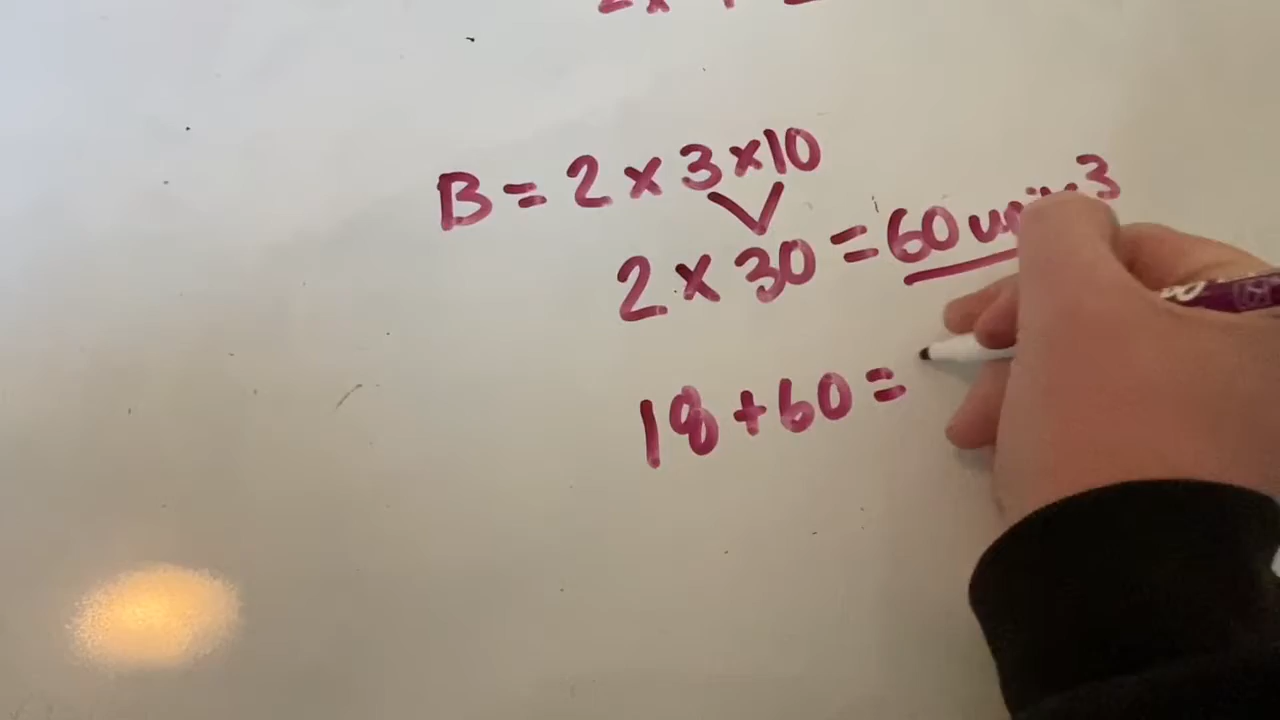 B = 2 x 3 x 10
2 x 30 = 60
18 + 60 =